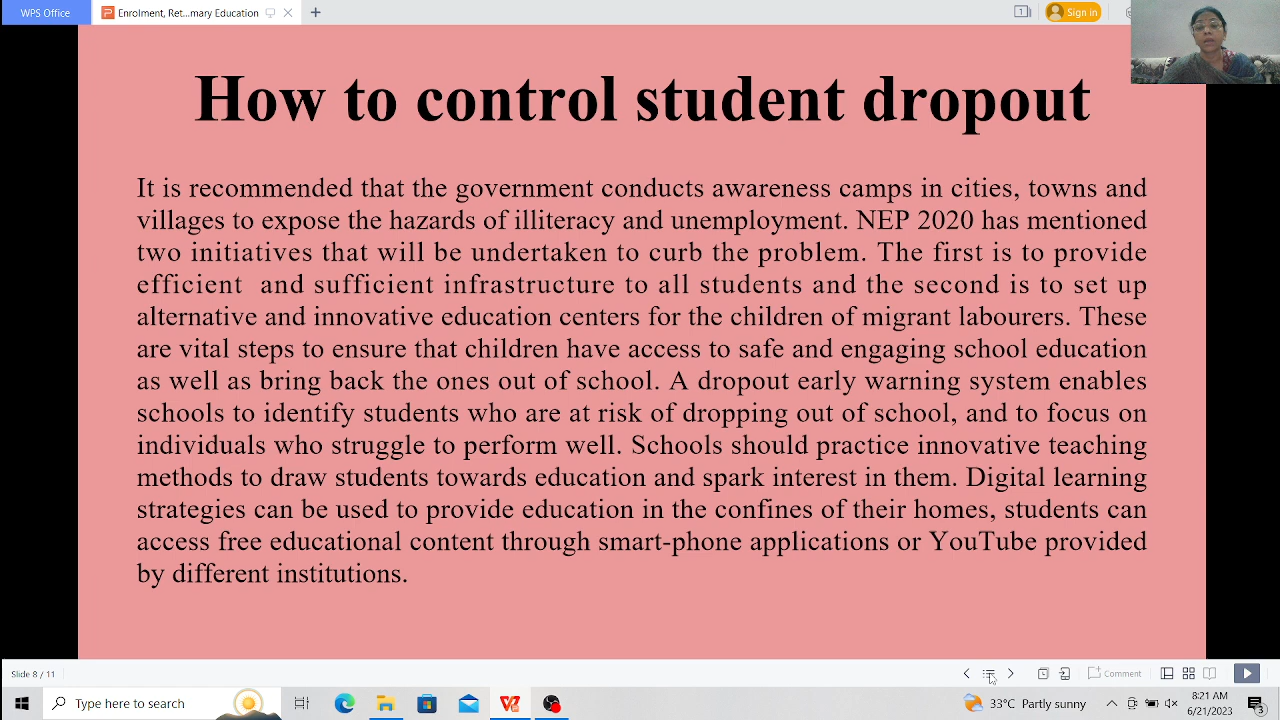 WPS Office
Enrolment, Ret...mary Education
1
Sign in
How to control student dropout
It is recommended that the government conducts awareness camps in cities, towns and
villages to expose the hazards of illiteracy and unemployment. NEP 2020 has mentioned
two initiatives that will be undertaken to curb the problem. The first is to provide
efficient and sufficient infrastructure to all students and the second is to set up
alternative and innovative education centers for the children of migrant labourers. These
are vital steps to ensure that children have access to safe and engaging school education
as well as bring back the ones out of school. A dropout early warning system enables
schools to identify students who are at risk of dropping out of school, and to focus on
individuals who struggle to perform well. Schools should practice innovative teaching
methods to draw students towards education and spark interest in them. Digital learning
strategies can be used to provide education in the confines of their homes, students can
access free educational content through smart-phone applications or YouTube provided
by different institutions.
Slide 8 / 11
Comment
Type here to search
33°C Partly sunny
8:21 AM
6/21/2023
3